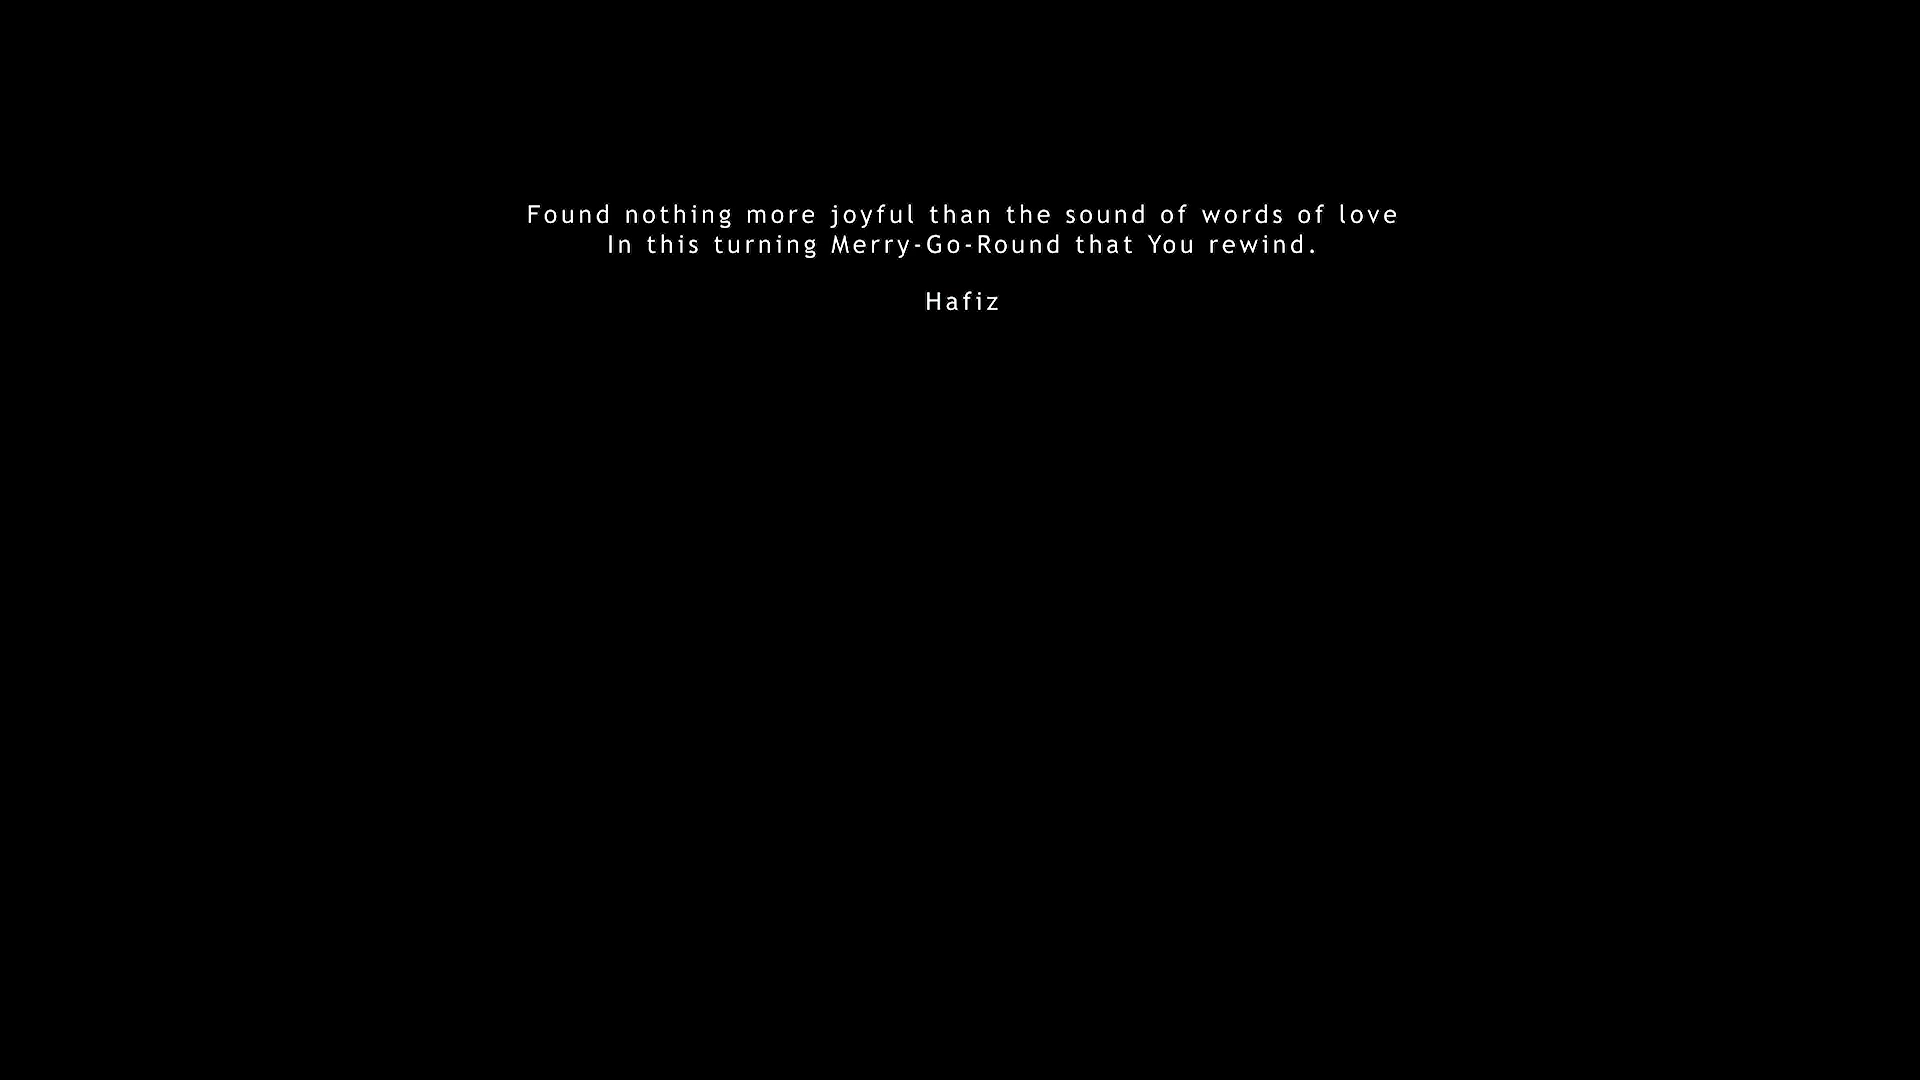 Found nothing more joyful than the sound of words of love
In this turning Merry-Go-Round that You rewind.
Hafiz